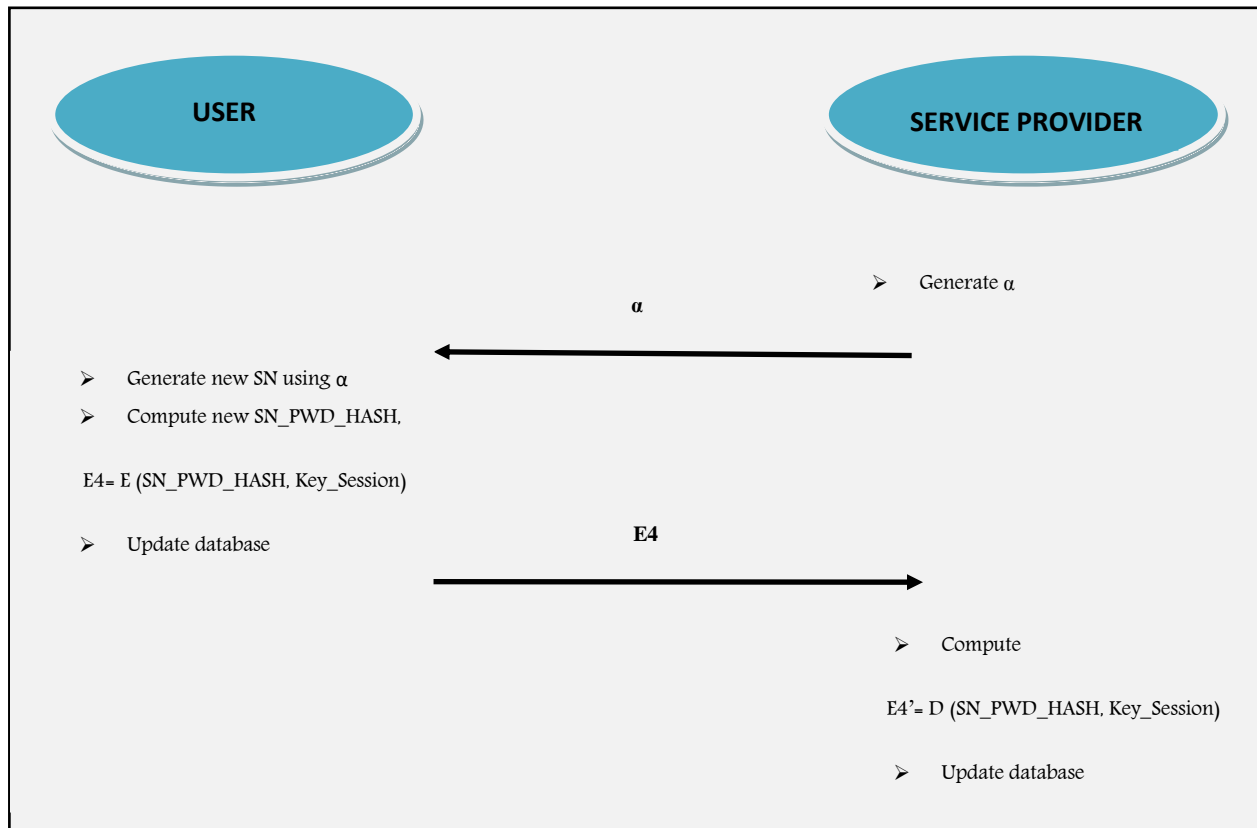 USER
SERVICE PROVIDER
➢ Generate α
α
➢ Generate new SN using α
➢ Compute new SN_PWD_HASH,
E4= E (SN_PWD_HASH, Key_Session)
➢ Update database
E4
➢ Compute
E4’= D (SN_PWD_HASH, Key_Session)
➢ Update database